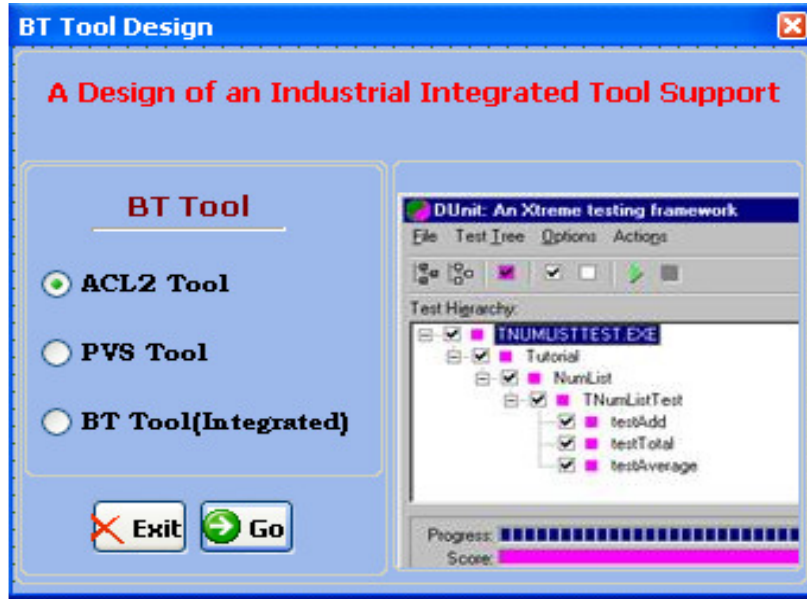 BT Tool Design
A Design of an Industrial Integrated Tool Support
BT Tool
ACL2 Tool
PVS Tool
BT Tool(Integrated)
Exit Go
DUnit: An Xtreme testing framework
File Test Tree Options Actions
Test Hierarchy:
TNUMLISTTEST.EXE
Tutorial
NumList
TNumListTest
testAdd
testTotal
testAverage
Progress:
Score: